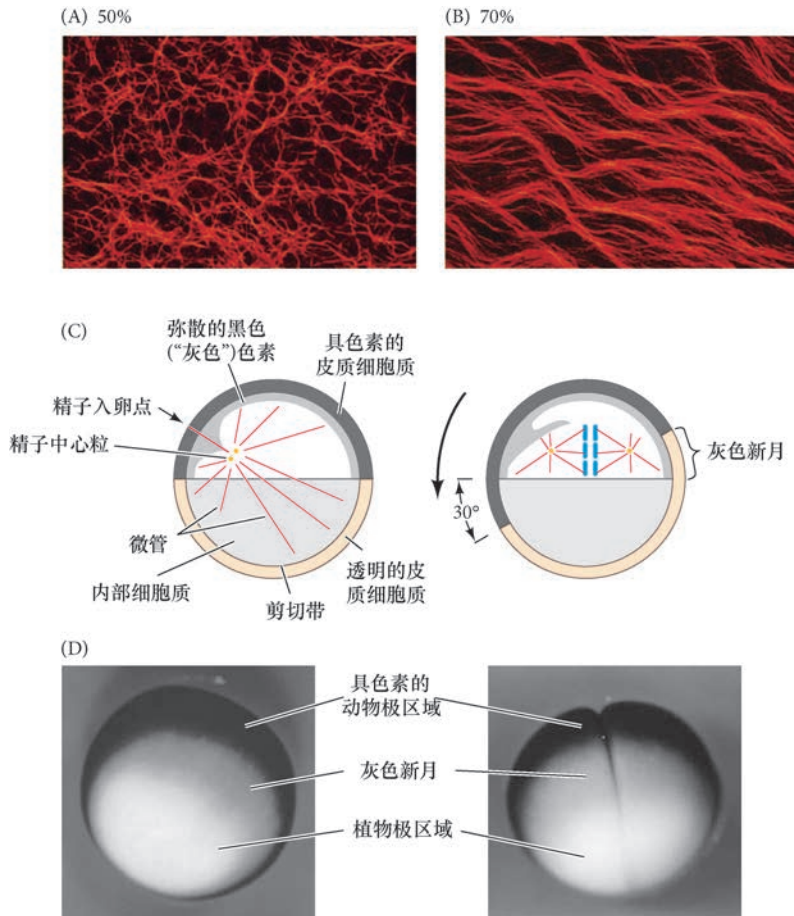 (A) 50%
(B) 70%
(C)
弥散的黑色
(“灰色”)色素
具色素的
皮质细胞质
精子入卵点
精子中心粒
微管
内部细胞质
剪切带
透明的皮
质细胞质
30°
灰色新月
(D)
具色素的
动物极区域
灰色新月
植物极区域